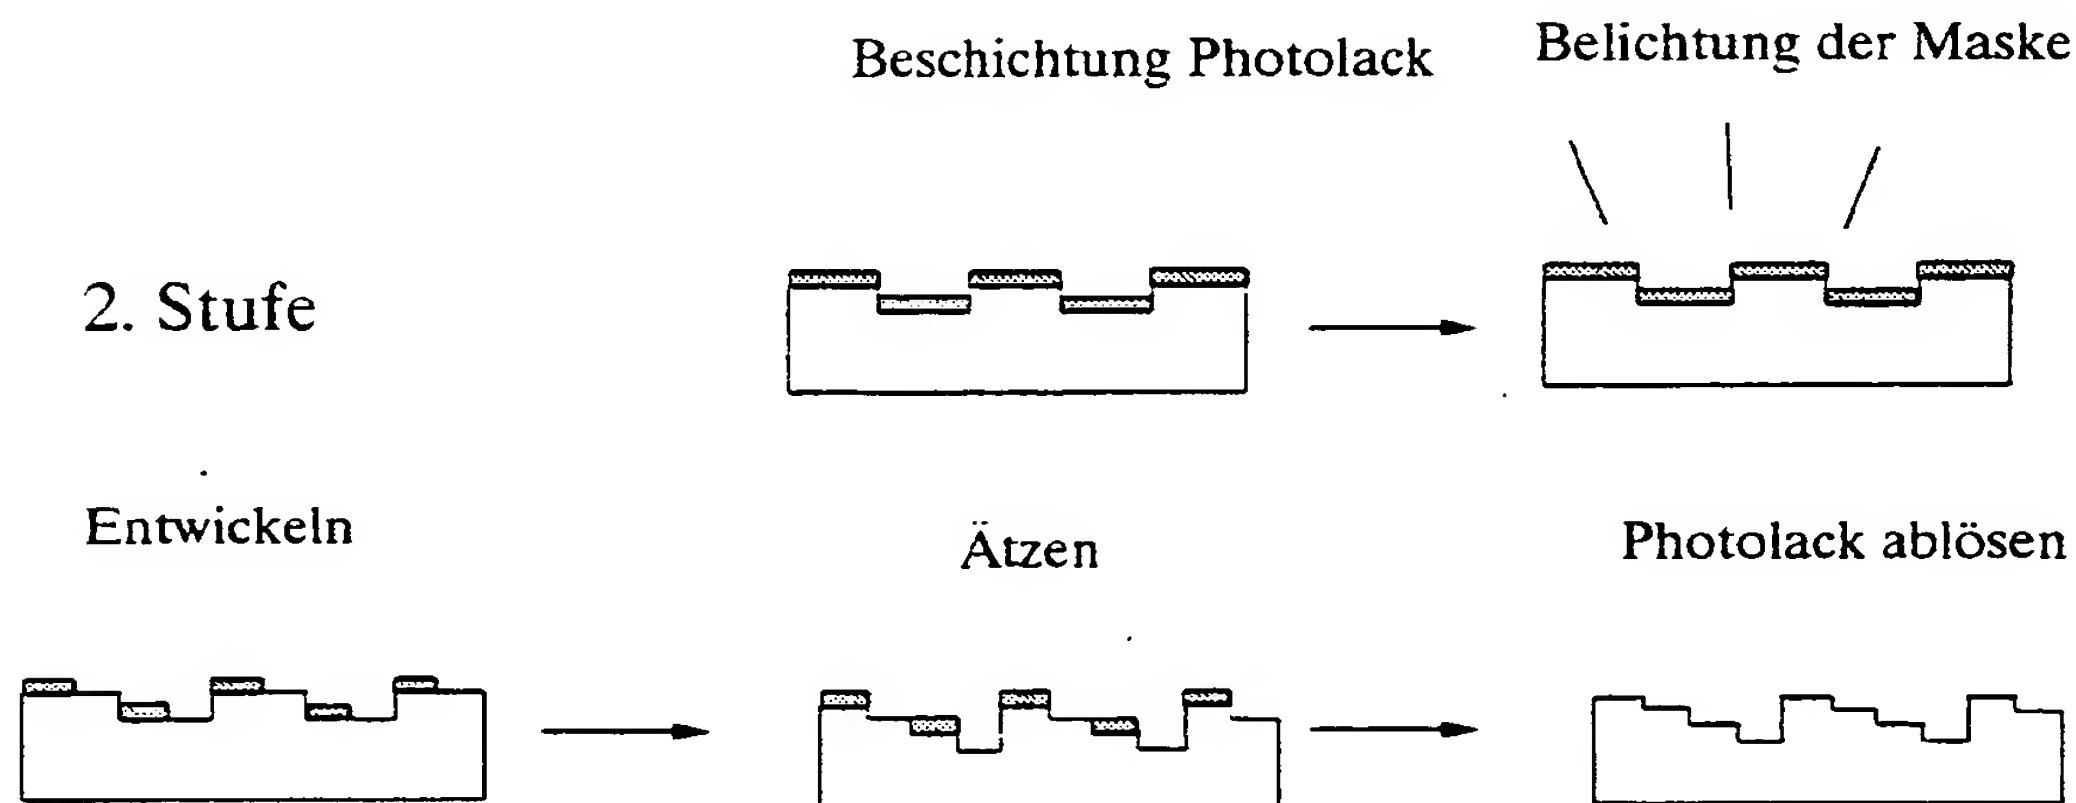 Beschichtung Photolack
Belichtung der Maske
2. Stufe
Entwickeln
Ätzen
Photolack ablösen